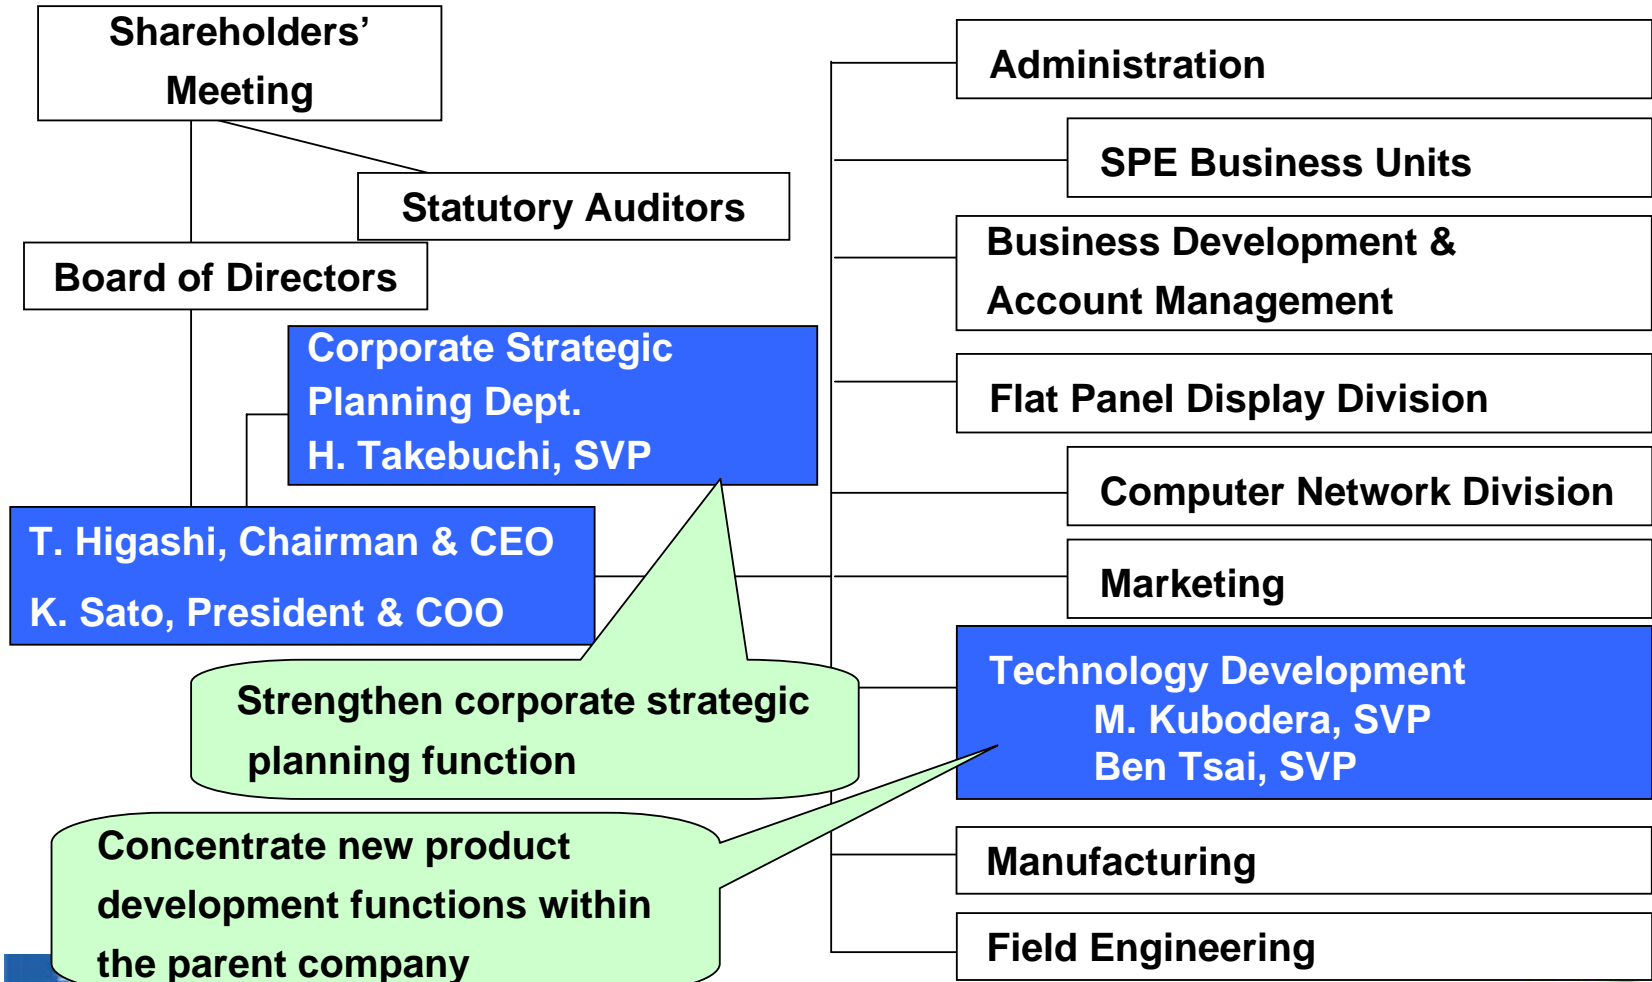 Shareholders’
Meeting
Statutory Auditors
Board of Directors
Corporate Strategic
Planning Dept.
H. Takebuchi, SVP
T. Higashi, Chairman & CEO
K. Sato, President & COO
Strengthen corporate strategic
planning function
Concentrate new product
development functions within
the parent company
Administration
SPE Business Units
Business Development &
Account Management
Flat Panel Display Division
Computer Network Division
Marketing
Technology Development
M. Kubodera, SVP
Ben Tsai, SVP
Manufacturing
Field Engineering